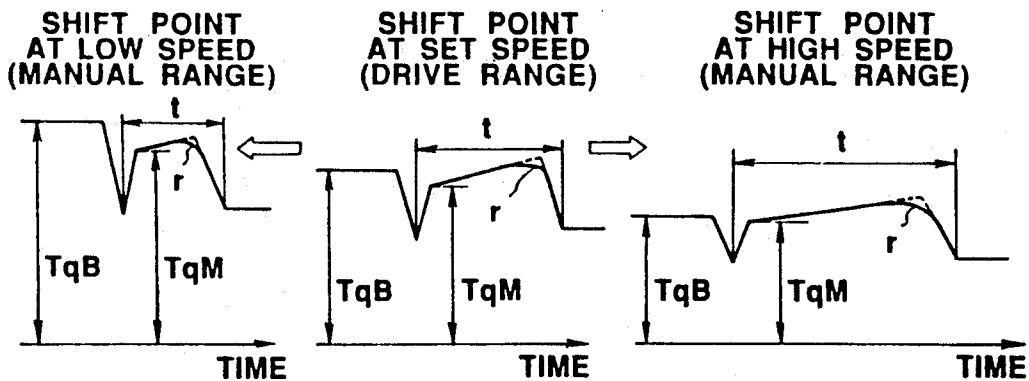 SHIFT POINT
AT LOW SPEED
(MANUAL RANGE)
t
r
TqB
TqM
TIME
SHIFT POINT
AT SET SPEED
(DRIVE RANGE)
t
r
TqB
TqM
TIME
SHIFT POINT
AT HIGH SPEED
(MANUAL RANGE)
t
r
TqB
TqM
TIME